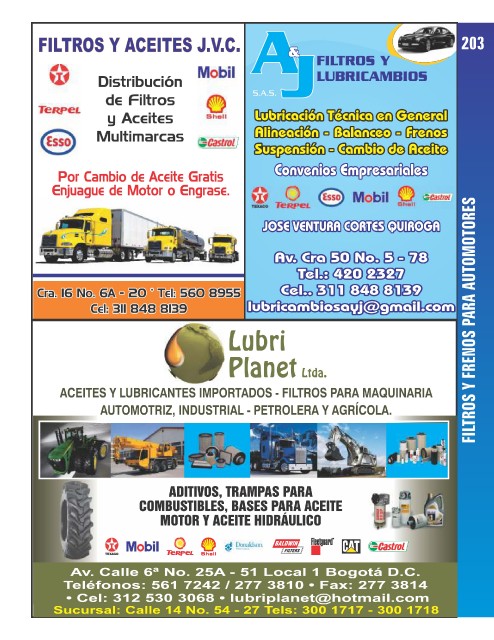 203
FILTROS Y FRENOS PARA AUTOMOTORES
FILTROS Y ACEITES J.V.C.
TERPEL
Esso
Mobil
Shell
Castrol
Distribución
de Filtros
y Aceites
Multimarcas
Por Cambio de Aceite Gratis
Enjuague de Motor o Engrase.
Cra. 16 No. 6A - 20 * Tel: 560 8955
Cel: 311 848 8139
A&J
S.A.S.
FILTROS Y
LUBRICAMBIOS
Lubricación Técnica en General
Alineación - Balanceo - Frenos
Suspensión - Cambio de Aceite
Convenios Empresariales
TEXACO TERPEL Esso Mobil Shell Castrol
JOSE VENTURA CORTES QUIROGA
Av. Cra 50 No. 5 - 78
Tel.: 420 2327
Cel.. 311 848 8139
lubricambiosayj@gmail.com
Lubri
Planet Ltda.
ACEITES Y LUBRICANTES IMPORTADOS - FILTROS PARA MAQUINARIA
AUTOMOTRIZ, INDUSTRIAL - PETROLERA Y AGRÍCOLA.
ADITIVOS, TRAMPAS PARA
COMBUSTIBLES, BASES PARA ACEITE
MOTOR Y ACEITE HIDRÁULICO
TEXACO Mobil TERPEL Shell Donaldson BALDWIN FILTERS Fleetguard CAT Castrol
Av. Calle 6ª No. 25A - 51 Local 1 Bogotá D.C.
Teléfonos: 561 7242 / 277 3810 • Fax: 277 3814
• Cel: 312 530 3068 • lubriplanet@hotmail.com
Sucursal: Calle 14 No. 54 - 27 Tels: 300 1717 - 300 1718